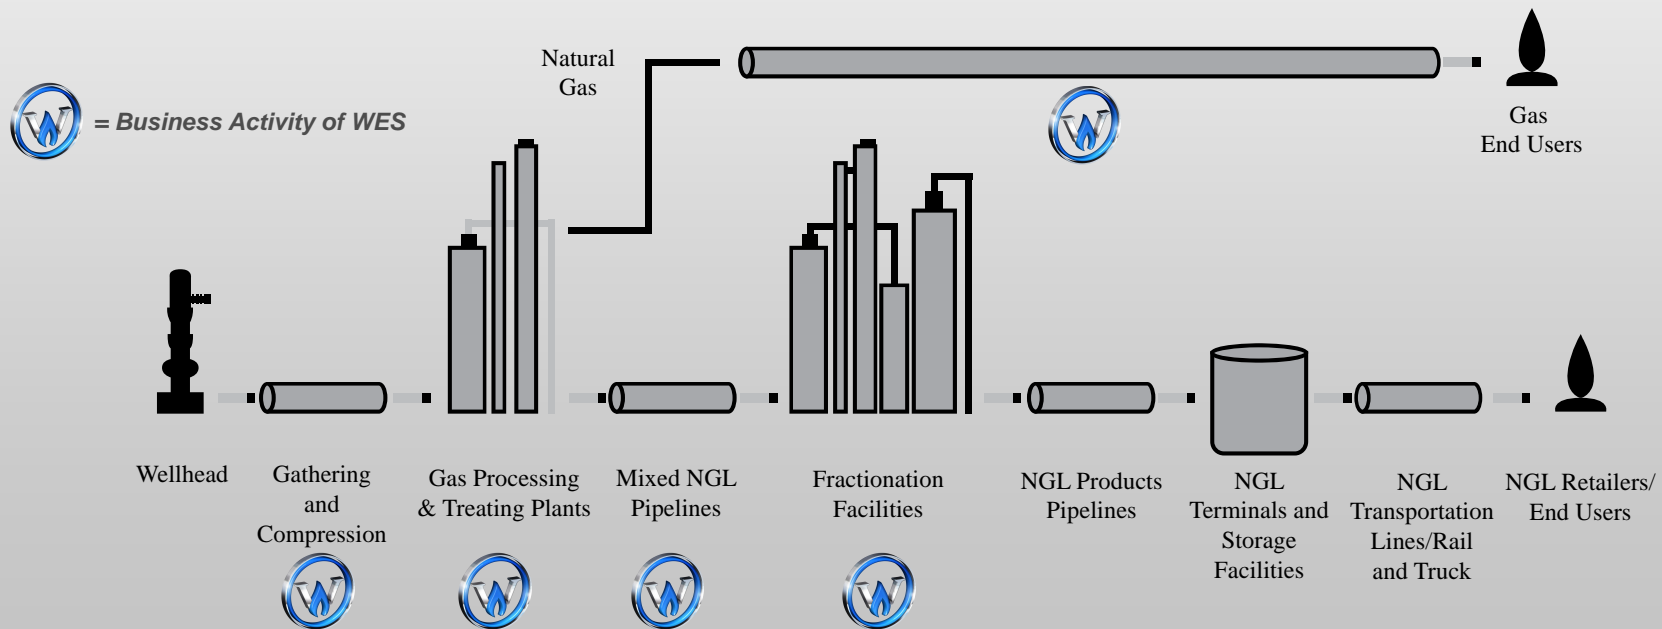 Natural
Gas
= Business Activity of WES
Gas
End Users
Wellhead
Gathering
and
Compression
Gas Processing
& Treating Plants
Mixed NGL
Pipelines
Fractionation
Facilities
NGL Products
Pipelines
NGL
Terminals and
Storage
Facilities
NGL
Transportation
Lines/Rail
and Truck
NGL Retailers/
End Users